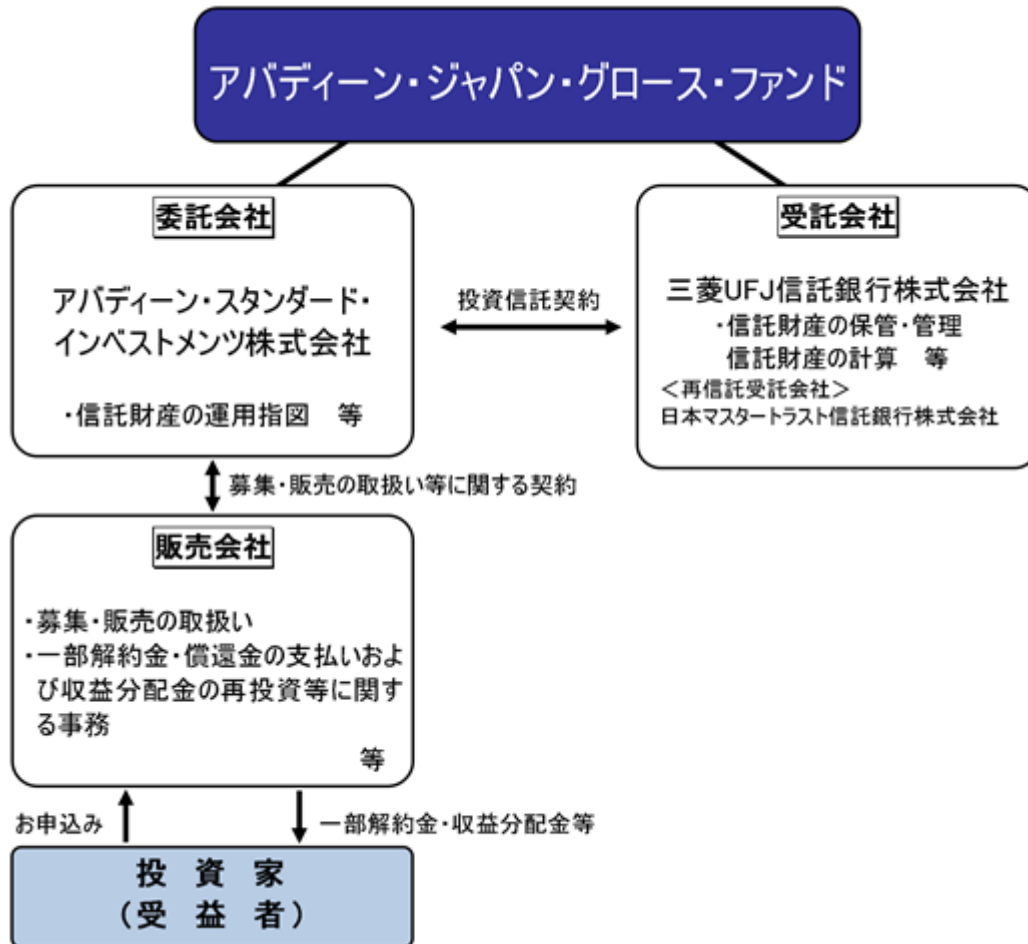 アバディーン・ジャパン・グロース・ファンド
委託会社
アバディーン・スタンダード・
インベストメンツ株式会社
・信託財産の運用指図　等
投資信託契約
受託会社
三菱UFJ信託銀行株式会社
・信託財産の保管・管理
信託財産の計算　等
＜再信託受託会社＞
日本マスタートラスト信託銀行株式会社
募集・販売の取扱い等に関する契約
販売会社
・募集・販売の取扱い
・一部解約金・償還金の支払いおよ
び収益分配金の再投資等に関す
る事務
等
お申込み
一部解約金・収益分配金等
投　資　家
（受　益　者）